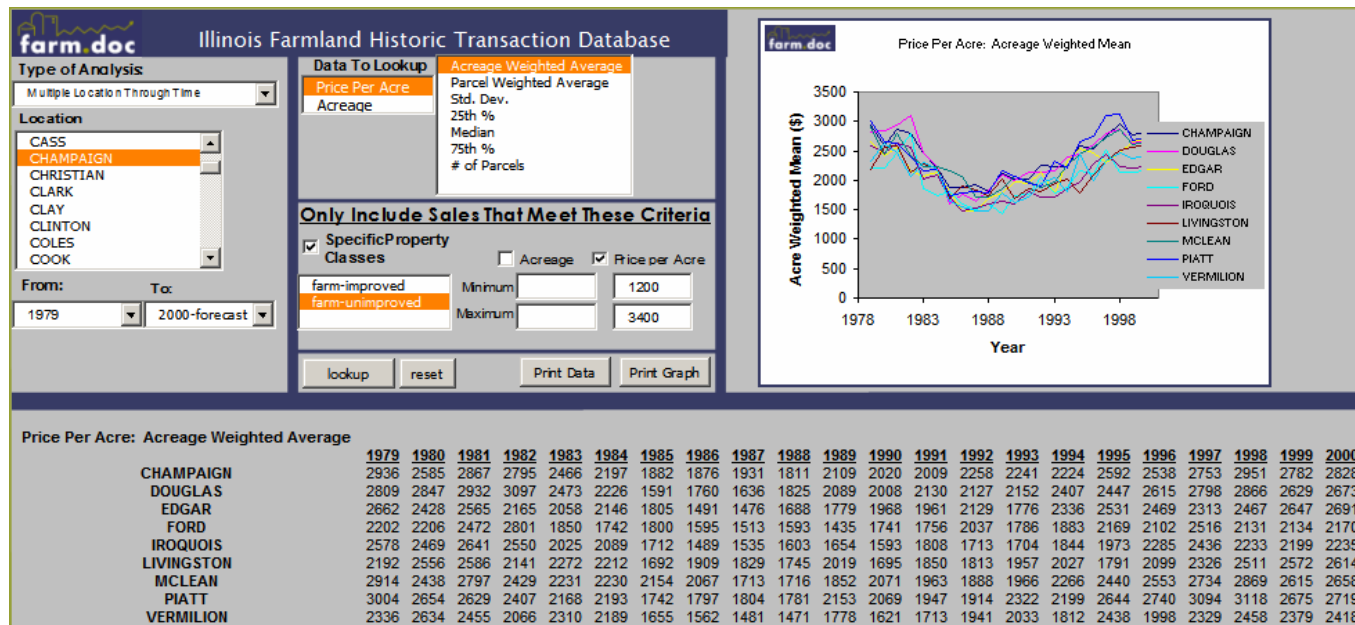 farm.doc
Illinois Farmland Historic Transaction Database
Type of Analysis:
Multiple Location Through Time
Location
CASS
CHAMPAIGN
CHRISTIAN
CLARK
CLAY
CLINTON
COLES
COOK
From:
To:
1979
2000-forecast
Data To Lookup
Price Per Acre
Acreage
Acreage Weighted Average
Parcel Weighted Average
Std. Dev.
25th %
Median
75th %
# of Parcels
Only Include Sales That Meet These Criteria
Specific Property
Classes
Acreage
Price per Acre
farm-improved
farm-unimproved
Minimum
1200
Maximum
3400
lookup
reset
Print Data
Print Graph
farm.doc
Price Per Acre: Acreage Weighted Mean
Acre Weighted Mean ($)
3500
3000
2500
2000
1500
1000
500
0
1978 1983 1988 1993 1998
Year
CHAMPAIGN
DOUGLAS
EDGAR
FORD
IROQUOIS
LIVINGSTON
MCLEAN
PIATT
VERMILION
Price Per Acre: Acreage Weighted Average
1979 1980 1981 1982 1983 1984 1985 1986 1987 1988 1989 1990 1991 1992 1993 1994 1995 1996 1997 1998 1999 2000
CHAMPAIGN 2936 2585 2867 2795 2466 2197 1882 1876 1931 1811 2109 2020 2009 2258 2241 2224 2592 2538 2753 2951 2782 2828
DOUGLAS 2809 2847 2932 3097 2473 2226 1591 1760 1636 1825 2089 2008 2130 2127 2152 2407 2447 2615 2798 2866 2629 2673
EDGAR 2662 2428 2565 2165 2058 2146 1805 1491 1476 1688 1779 1968 1961 2129 1776 2336 2531 2469 2313 2467 2647 2691
FORD 2202 2206 2472 2801 1850 1742 1800 1595 1513 1593 1435 1741 1756 2037 1786 1883 2169 2102 2516 2131 2134 2170
IROQUOIS 2578 2469 2641 2550 2025 2089 1712 1489 1535 1603 1654 1593 1808 1713 1704 1844 1973 2285 2436 2233 2199 2235
LIVINGSTON 2192 2556 2586 2141 2272 2212 1692 1909 1829 1745 2019 1695 1850 1813 1957 2027 1791 2099 2326 2511 2572 2614
MCLEAN 2914 2438 2797 2429 2231 2230 2154 2067 1713 1716 1852 2071 1963 1888 1966 2266 2440 2553 2734 2869 2615 2658
PIATT 3004 2654 2629 2407 2168 2193 1742 1797 1804 1781 2153 2069 1947 1914 2322 2199 2644 2740 3094 3118 2675 2719
VERMILION 2336 2634 2455 2066 2310 2189 1655 1562 1481 1471 1778 1621 1713 1941 2033 1812 2438 1998 2329 2458 2379 2418